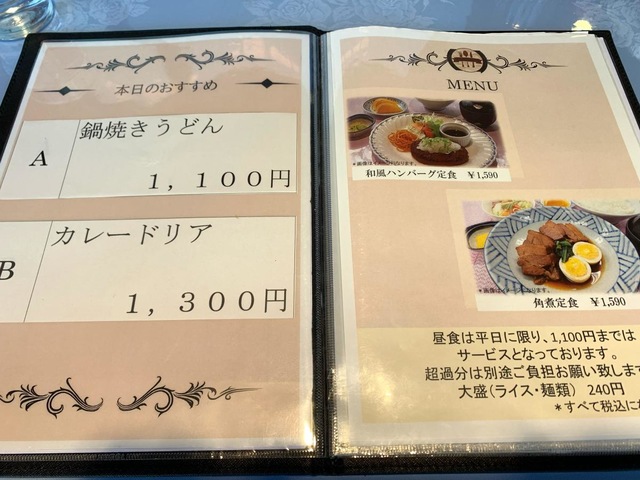 本日のおすすめ
A
鍋焼きうどん
1，100円
B
カレードリア
1，300円
MENU
和風ハンバーグ定食 ￥1,590
角煮定食 ￥1,590
昼食は平日に限り、1,100円までは
サービスとなっております。
超過分は別途ご負担お願い致します
大盛(ライス・麺類) 240円
＊すべて税込に